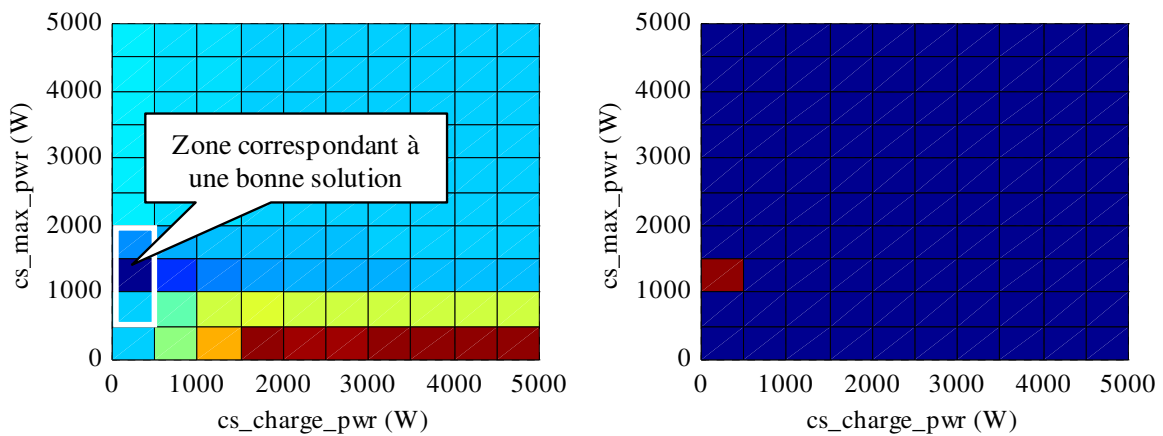 5000
4000
3000
2000
1000
0
cs_max_pwr (W)
Zone correspondant à
une bonne solution
0 1000 2000 3000 4000 5000
cs_charge_pwr (W)
5000
4000
3000
2000
1000
0
cs_max_pwr (W)
0 1000 2000 3000 4000 5000
cs_charge_pwr (W)